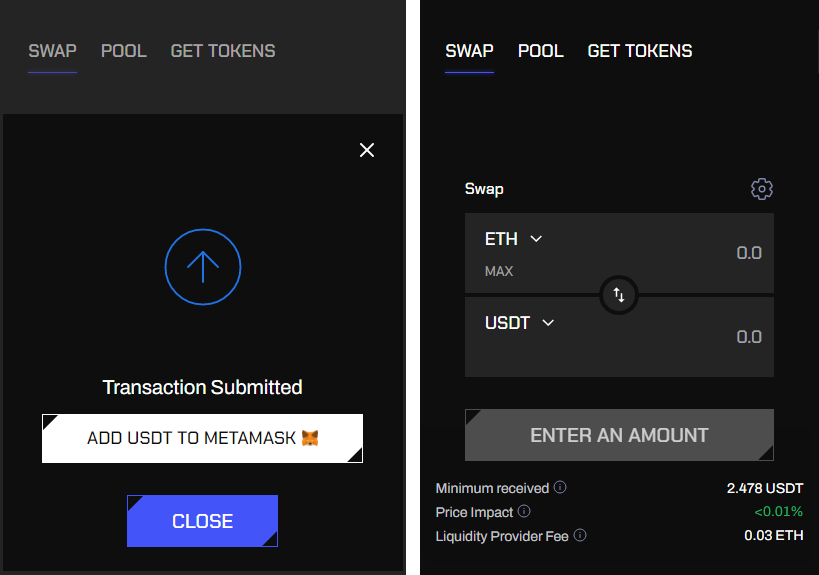 SWAP POOL GET TOKENS
Transaction Submitted
ADD USDT TO METAMASK
CLOSE
SWAP POOL GET TOKENS
Swap
ETH
0.0
MAX
USDT
0.0
ENTER AN AMOUNT
Minimum received 2.478 USDT
Price Impact <0.01%
Liquidity Provider Fee 0.03 ETH